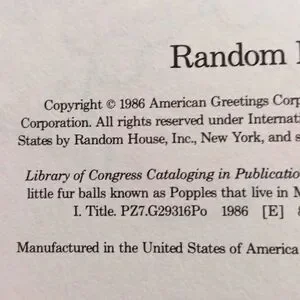 Random
Copyright © 1986 American Greetings Corp
Corporation. All rights reserved under Internati
States by Random House, Inc., New York, and s
Library of Congress Cataloging in Publicatio
little fur balls known as Popples that live in M
I. Title. PZ7.G29316Po 1986 [E]
Manufactured in the United States of America